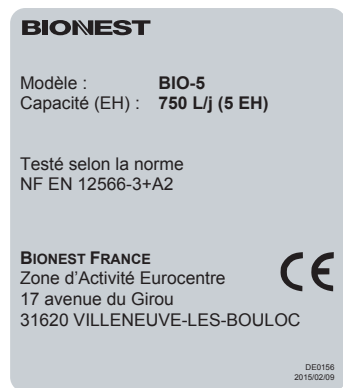 BIONEST
Modèle : BIO-5
Capacité (EH) : 750 L/j (5 EH)
Testé selon la norme
NF EN 12566-3+A2
BIONEST FRANCE
Zone d'Activité Eurocentre
17 avenue du Girou
31620 VILLENEUVE-LES-BOULOC
CE
DE0156
2015/02/09